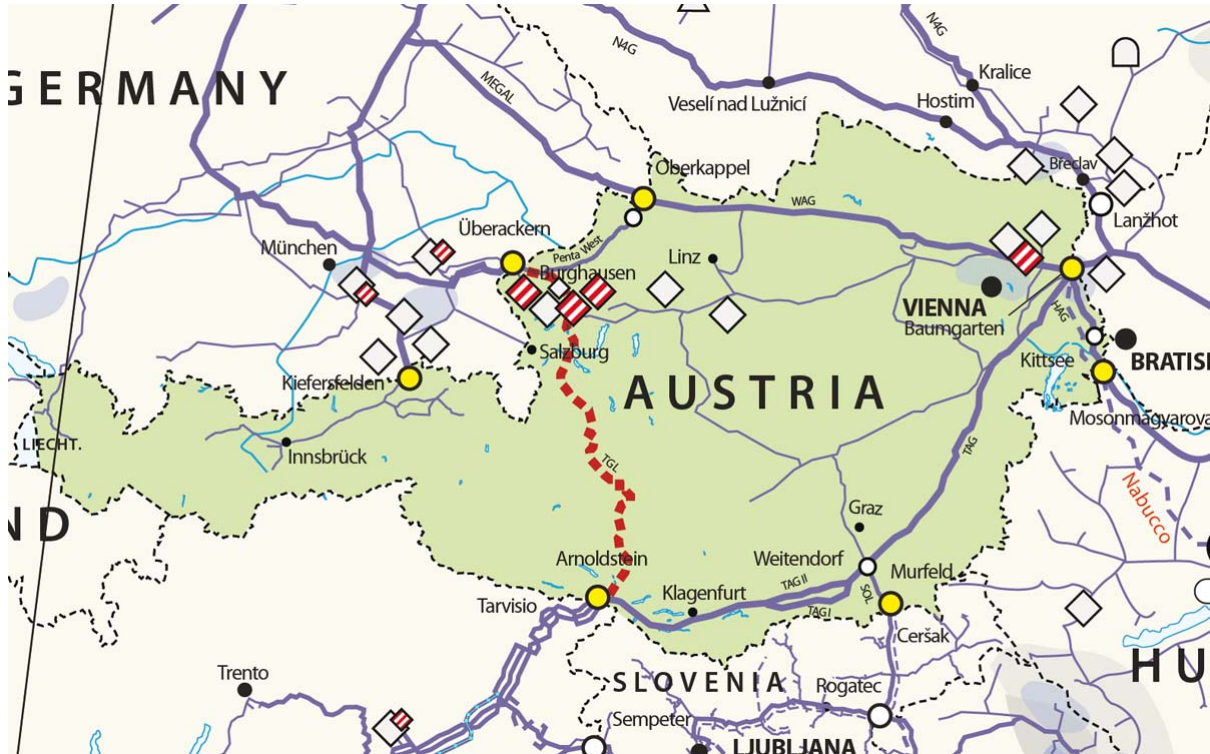 GERMANY
N4G
N4G
Kralice
MEGAL
Veselí nad Lužnicí
Hostim
Oberkappel
Břeclav
WAG
Lanžhot
Überackern
München
Penta West
Linz
Burghausen
VIENNA
Baumgarten
HAG
Salzburg
Kittsee
BRATISL
Kiefersfelden
AUSTRIA
Mosonmagyarova
LIECHT.
Innsbrück
TGL
TAG
Nabucco
ND
Graz
Arnoldstein
Weitendorf
Murfeld
Klagenfurt
TAG II
Tarvisio
TAG I
SOL
Ceršak
Trento
SLOVENIA
Rogatec
HU
Sempeter
LJUBLJANA